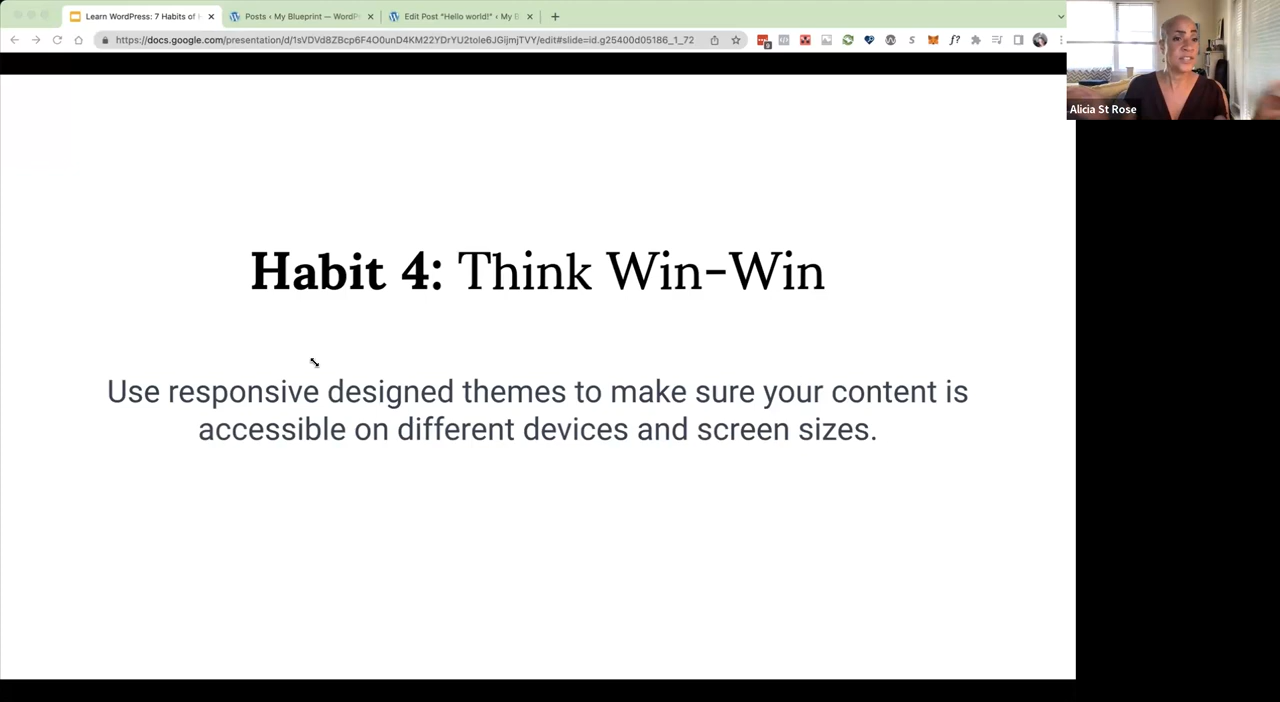 Learn WordPress: 7 Habits of
Posts ‹ My Blueprint — WordP
Edit Post "Hello world!" ‹ My B
https://docs.google.com/presentation/d/1sVDVd8ZBcp6F4O0unD4KM22YDrYU2tole6JGijmjTVY/edit#slide=id.g25400d05186_1_72
Alicia St Rose
Habit 4: Think Win-Win
Use responsive designed themes to make sure your content is
accessible on different devices and screen sizes.